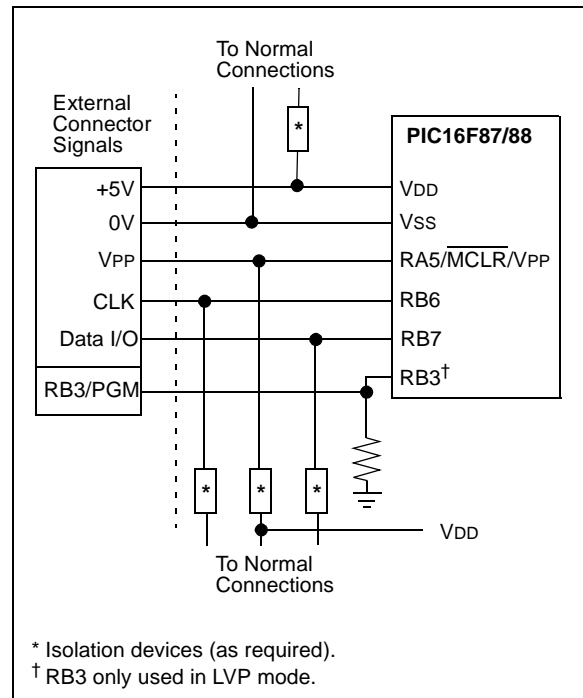 To Normal
Connections
External
Connector
Signals
*
PIC16F87/88
+5V
VDD
0V
VSS
VPP
RA5/MCLR/VPP
CLK
RB6
Data I/O
RB7
RB3†
RB3/PGM
* * *
VDD
To Normal
Connections
* Isolation devices (as required).
† RB3 only used in LVP mode.